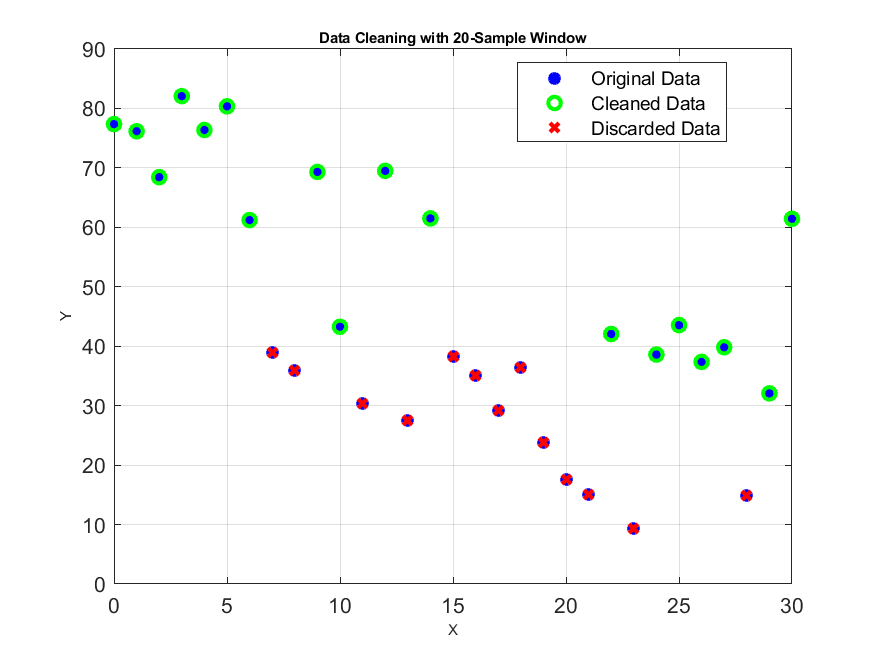 Data Cleaning with 20-Sample Window
90
80
70
60
50
40
30
20
10
0
Y
Original Data
Cleaned Data
Discarded Data
0 5 10 15 20 25 30
X